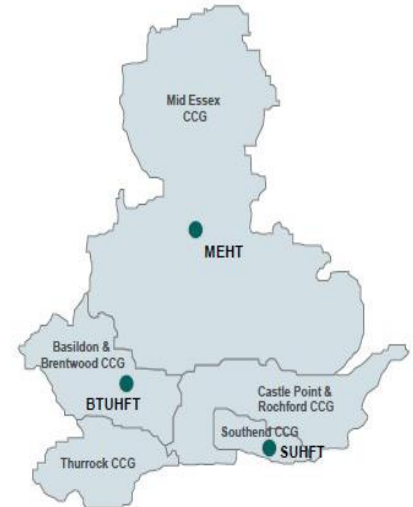 Mid Essex
CCG
MEHT
Basildon &
Brentwood CCG
BTUHFT
Castle Point &
Rochford CCG
Southend CCG
SUHFT
Thurrock CCG